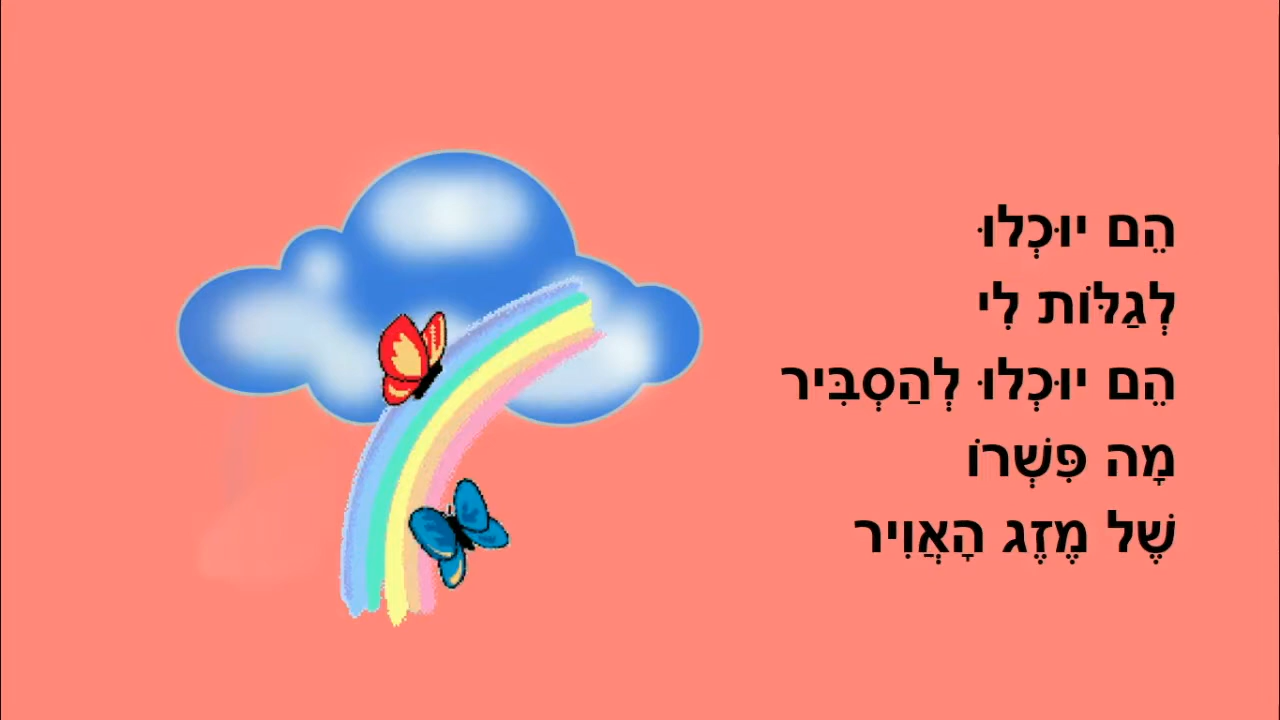 הֵם יוּכְלוּ
לְגַלּוֹת לִי
הֵם יוּכְלוּ לְהַסְבִּיר
מָה פִּשְׁרוֹ
שֶׁל מֶזֶג הָאֲוִיר